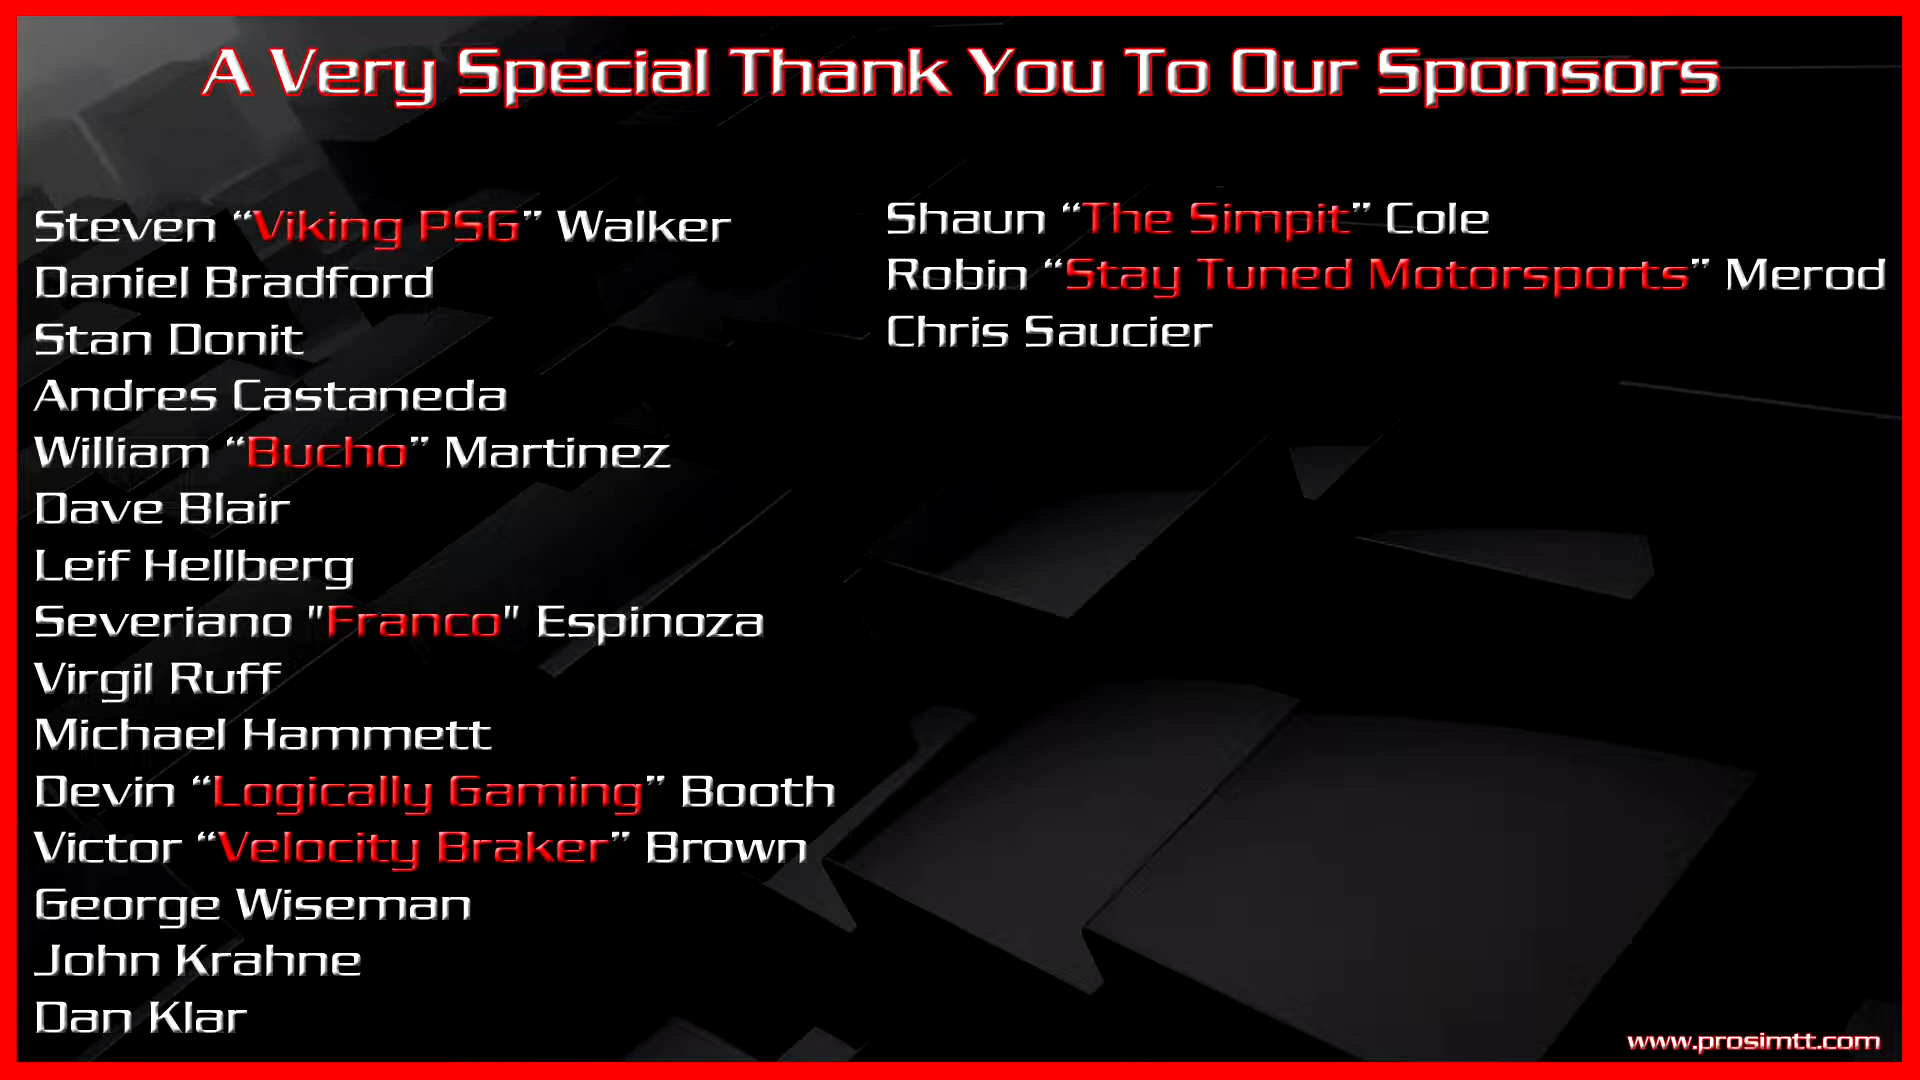 A Very Special Thank You To Our Sponsors
Steven “Viking PSG” Walker
Daniel Bradford
Stan Donit
Andres Castaneda
William “Bucho” Martinez
Dave Blair
Leif Hellberg
Severiano "Franco" Espinoza
Virgil Ruff
Michael Hammett
Devin “Logically Gaming” Booth
Victor “Velocity Braker” Brown
George Wiseman
John Krahne
Dan Klar
Shaun “The Simpit” Cole
Robin “Stay Tuned Motorsports” Merod
Chris Saucier
www.prosimtt.com